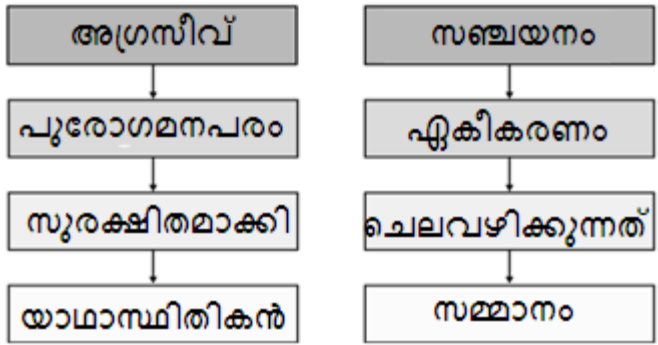 അഗ്രസീവ്
പുരോഗമനപരം
സുരക്ഷിതമാക്കി
യാഥാസ്ഥിതികൻ
സഞ്ചയനം
ഏകീകരണം
ചെലവഴിക്കുന്നത്
സമ്മാനം